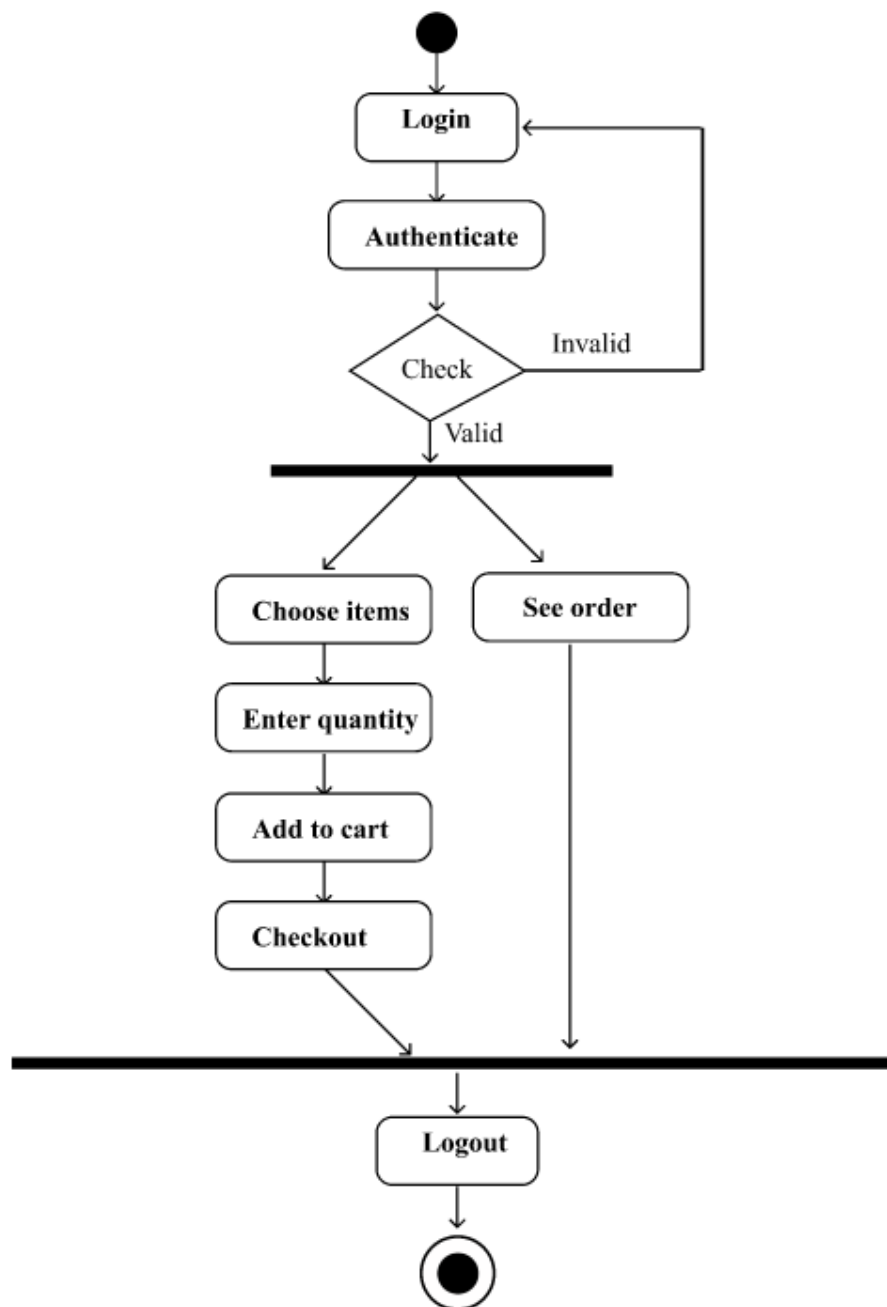 Login
Authenticate
Check
Invalid
Valid
Choose items
See order
Enter quantity
Add to cart
Checkout
Logout